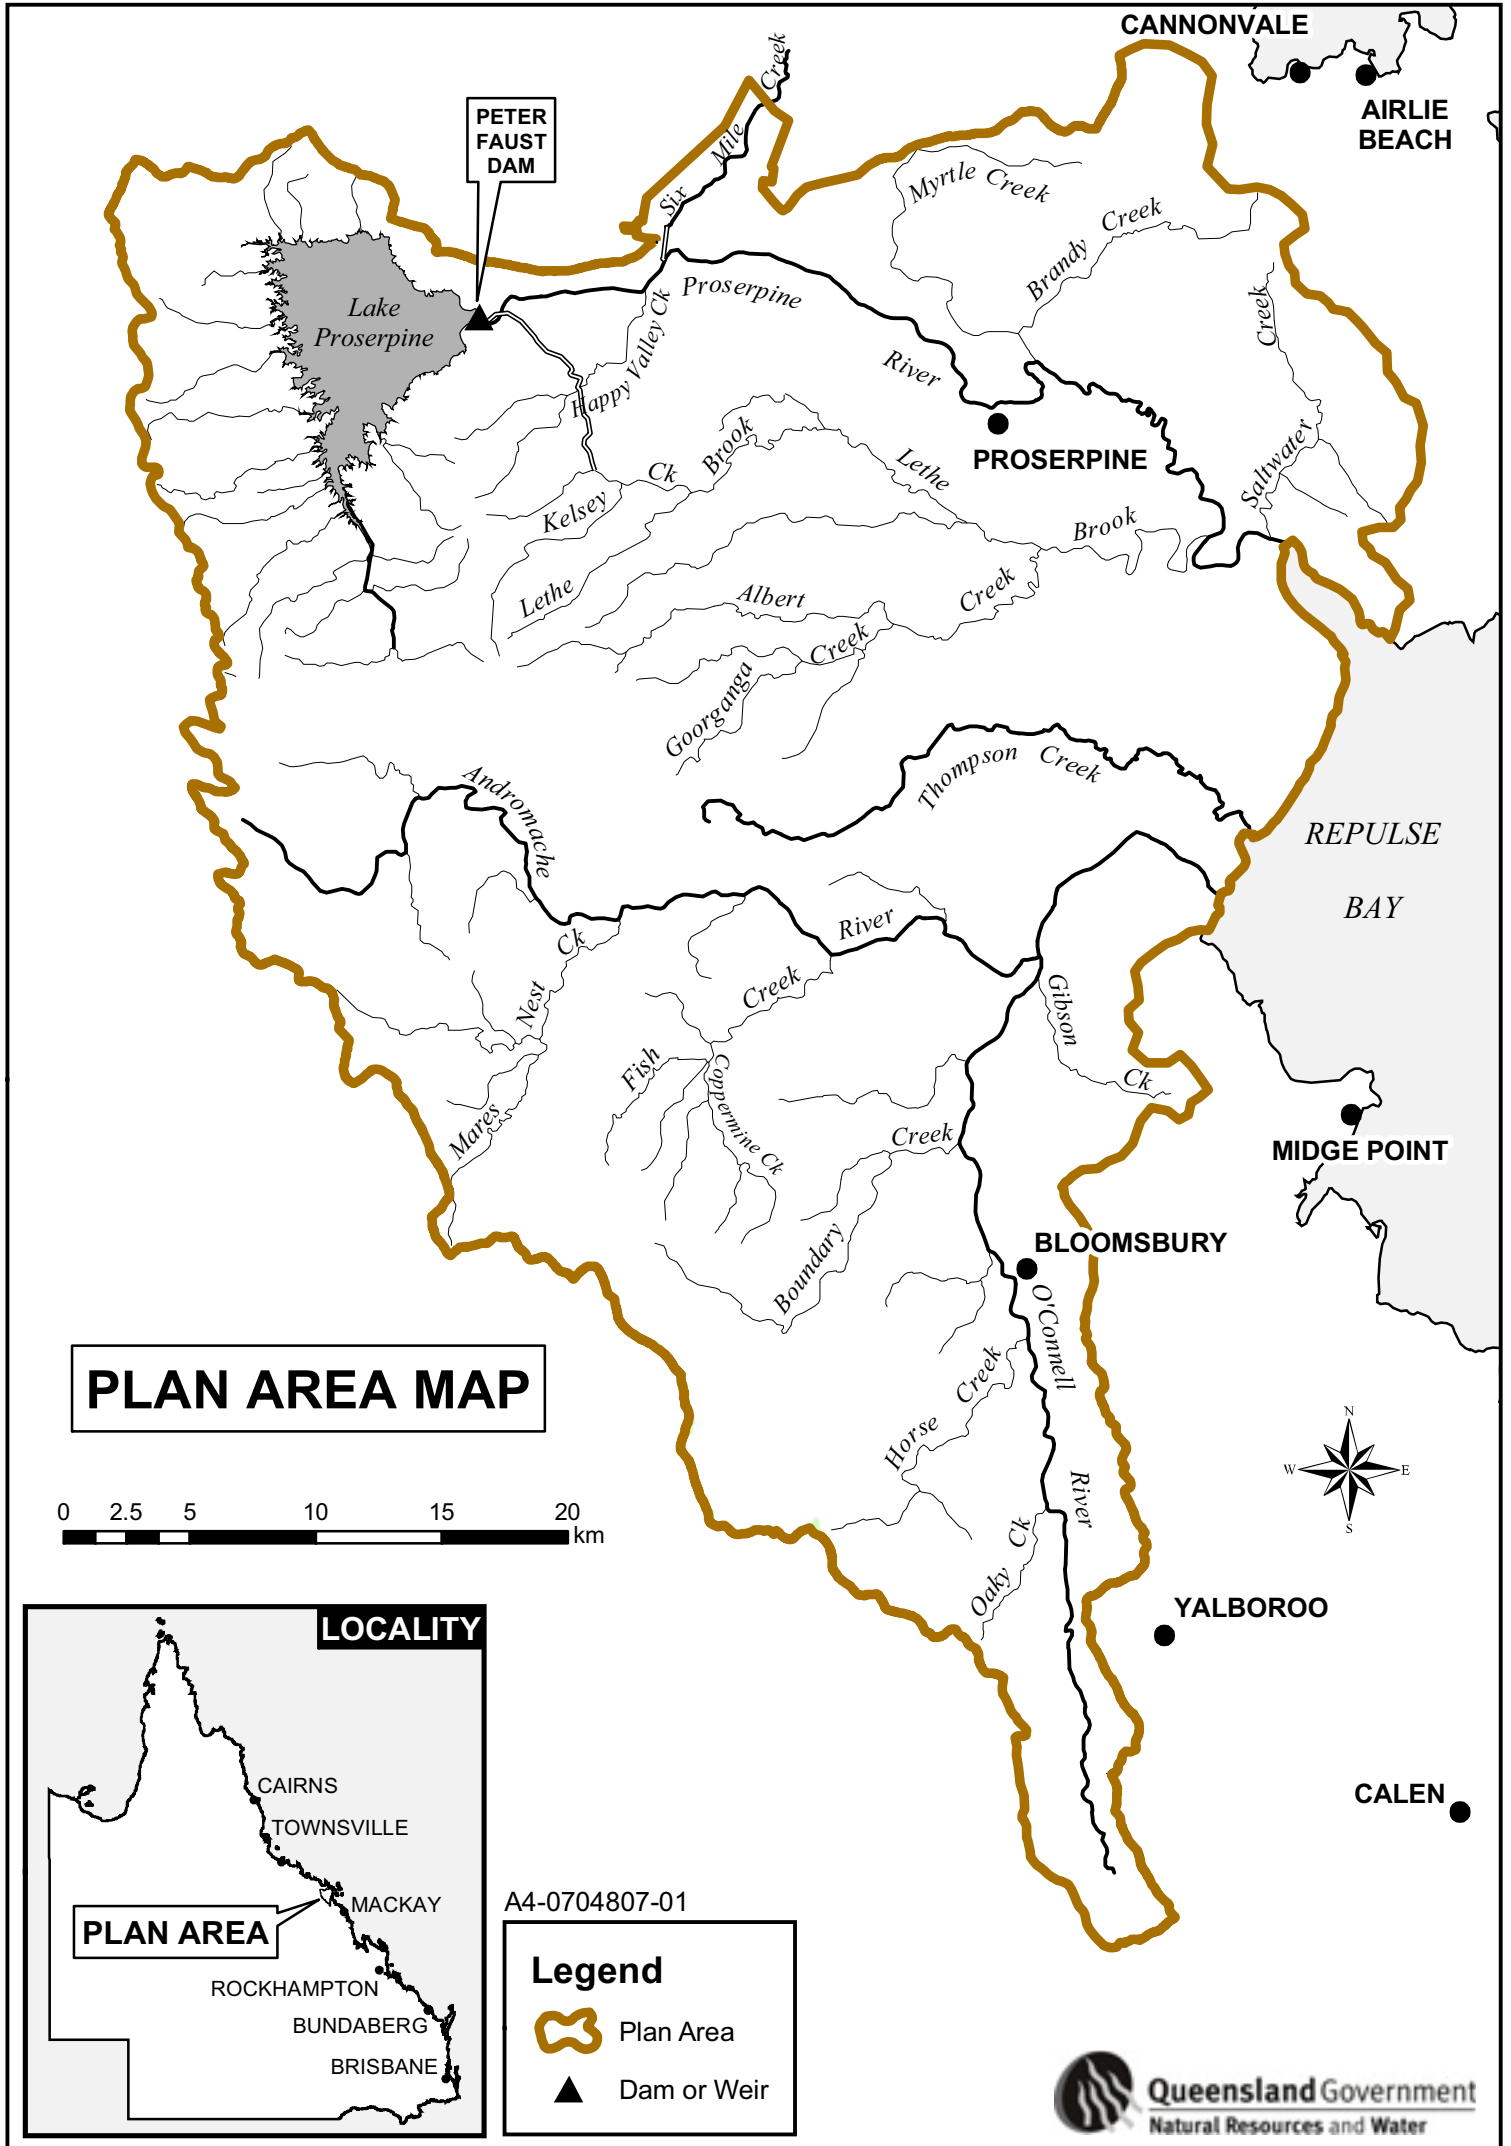 CANNONVALE
AIRLIE
BEACH
PETER
FAUST
DAM
Six Mile Creek
Myrtle Creek
Brandy Creek
Lake
Proserpine
Happy Valley Ck
Proserpine River
Saltwater Creek
PROSERPINE
Kelsey Ck
Lethe Brook
Lethe Brook
Albert Creek
Goorganga Creek
Thompson Creek
Andromache River
REPULSE
BAY
Mares Nest Ck
Fish Creek
Coppermine Ck
Gibson Ck
MIDGE POINT
Boundary Creek
BLOOMSBURY
O'Connell River
Horse Creek
Oaky Ck
PLAN AREA MAP
0 2.5 5 10 15 20
km
N
W E
S
YALBOROO
CALEN
LOCALITY
CAIRNS
TOWNSVILLE
MACKAY
PLAN AREA
ROCKHAMPTON
BUNDABERG
BRISBANE
A4-0704807-01
Legend
Plan Area
Dam or Weir
Queensland Government
Natural Resources and Water